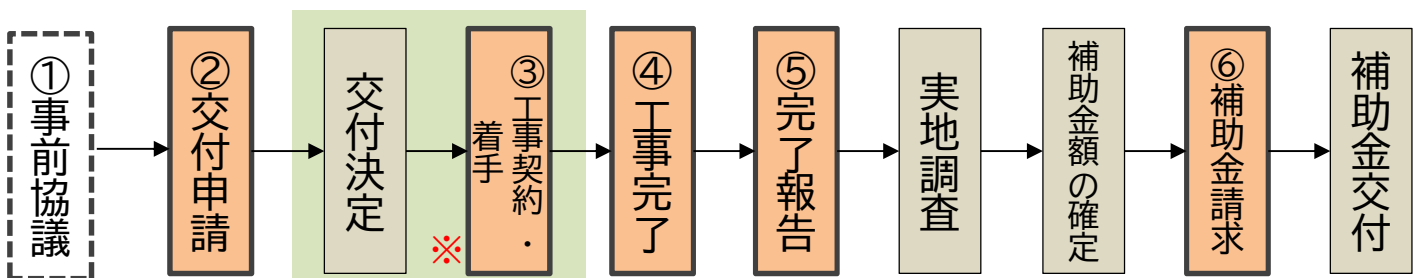 ①事前協議
②交付申請
交付決定
※
③工事契約・
着手
④工事完了
⑤完了報告
実地調査
補助金額の確定
⑥補助金請求
補助金交付